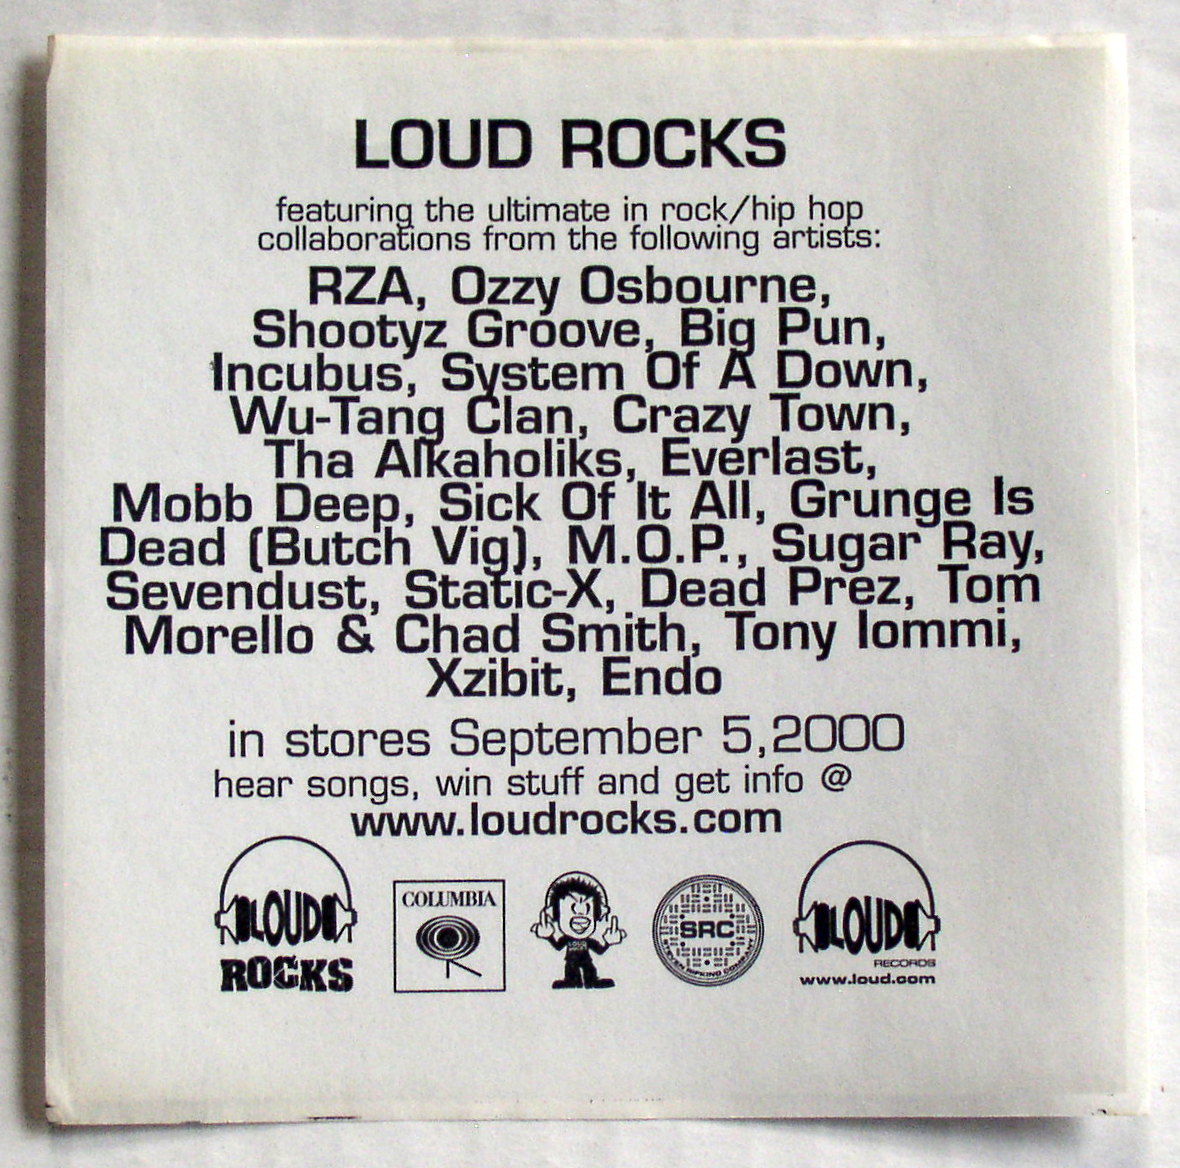 LOUD ROCKS
featuring the ultimate in rock/hip hop
collaborations from the following artists:
RZA, Ozzy Osbourne,
Shootyz Groove, Big Pun,
Incubus, System Of A Down,
Wu-Tang Clan, Crazy Town,
Tha Alkaholiks, Everlast,
Mobb Deep, Sick Of It All, Grunge Is
Dead (Butch Vig), M.O.P., Sugar Ray,
Sevendust, Static-X, Dead Prez, Tom
Morello & Chad Smith, Tony Iommi,
Xzibit, Endo
in stores September 5,2000
hear songs, win stuff and get info @
www.loudrocks.com
LOUD
ROCKS
COLUMBIA
LOUD
SRC
STEVEN RIFKIND COMPANY
LOUD
RECORDS
www.loud.com